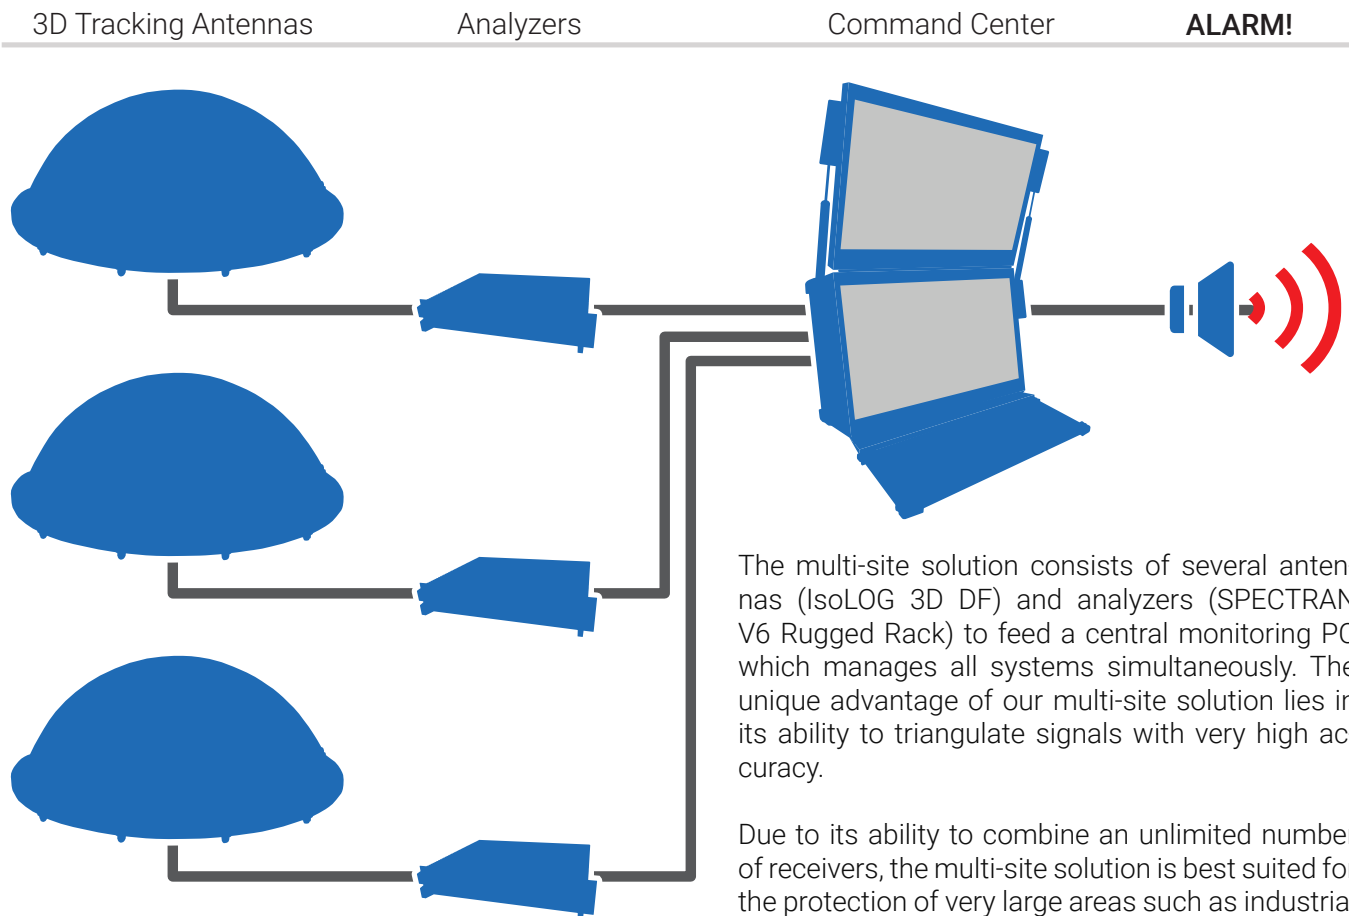 3D Tracking Antennas Analyzers Command Center ALARM!
The multi-site solution consists of several anten
nas (IsoLOG 3D DF) and analyzers (SPECTRAN
V6 Rugged Rack) to feed a central monitoring PC
which manages all systems simultaneously. The
unique advantage of our multi-site solution lies in
its ability to triangulate signals with very high ac
curacy.
Due to its ability to combine an unlimited number
of receivers, the multi-site solution is best suited for
the protection of very large areas such as industria